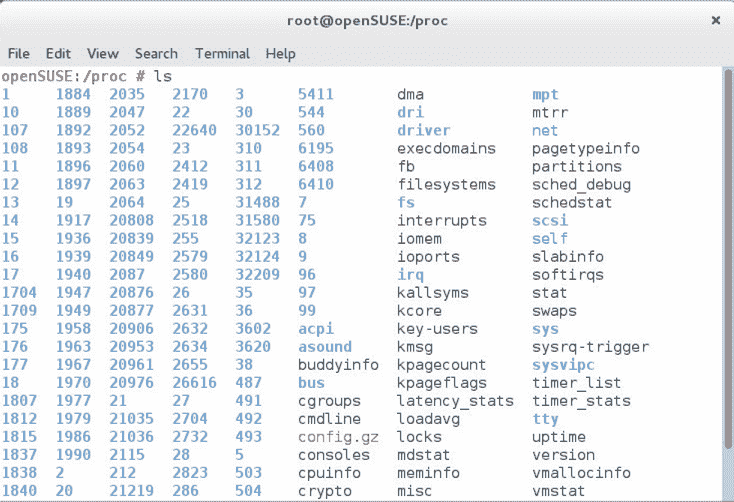 root@openSUSE:/proc
File Edit View Search Terminal Help
openSUSE:/proc # ls
1 1884 2035 2170 3 5411 dma mpt
10 1889 2047 22 30 544 dri mtrr
107 1892 2052 22640 30152 560 driver net
108 1893 2054 23 310 6195 execdomains pagetypeinfo
11 1896 2060 2412 311 6408 fb partitions
12 1897 2063 2419 312 6410 filesystems sched_debug
13 19 2064 25 31488 7 fs schedstat
14 1917 20808 2518 31580 75 interrupts scsi
15 1936 20839 255 32123 8 iomem self
16 1939 20849 2579 32124 9 ioports slabinfo
17 1940 2087 2580 32209 96 irq softirqs
1704 1947 20876 26 35 97 kallsyms stat
1709 1949 20877 2631 36 99 kcore swaps
175 1958 20906 2632 3602 acpi key-users sys
176 1963 20953 2634 3620 asound kmsg sysrq-trigger
177 1967 20961 2655 38 buddyinfo kpagecount sysvipc
18 1970 20976 26616 487 bus kpageflags timer_list
1807 1977 21 27 491 cgroups latency_stats timer_stats
1812 1979 21035 2704 492 cmdline loadavg tty
1815 1986 21036 2732 493 config.gz locks uptime
1837 1990 2115 28 5 consoles mdstat version
1838 2 212 2823 503 cpuinfo meminfo vmallocinfo
1840 20 21219 286 504 crypto misc vmstat